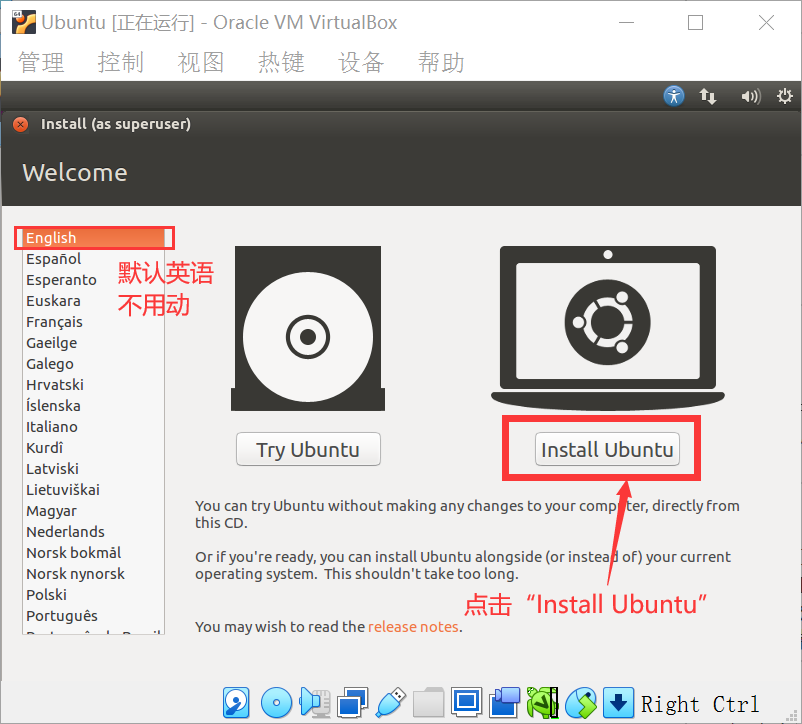 Ubuntu [正在运行] - Oracle VM VirtualBox
管理 控制 视图 热键 设备 帮助
Install (as superuser)
Welcome
English
Español
Esperanto
Euskara
Français
Gaeilge
Galego
Hrvatski
Íslenska
Italiano
Kurdî
Latviski
Lietuviškai
Magyar
Nederlands
Norsk bokmål
Norsk nynorsk
Polski
Português
默认英语
不用动
Try Ubuntu
Install Ubuntu
You can try Ubuntu without making any changes to your computer, directly from
this CD.
Or if you're ready, you can install Ubuntu alongside (or instead of) your current
operating system. This shouldn't take too long.
点击“Install Ubuntu”
You may wish to read the release notes.
Right Ctrl